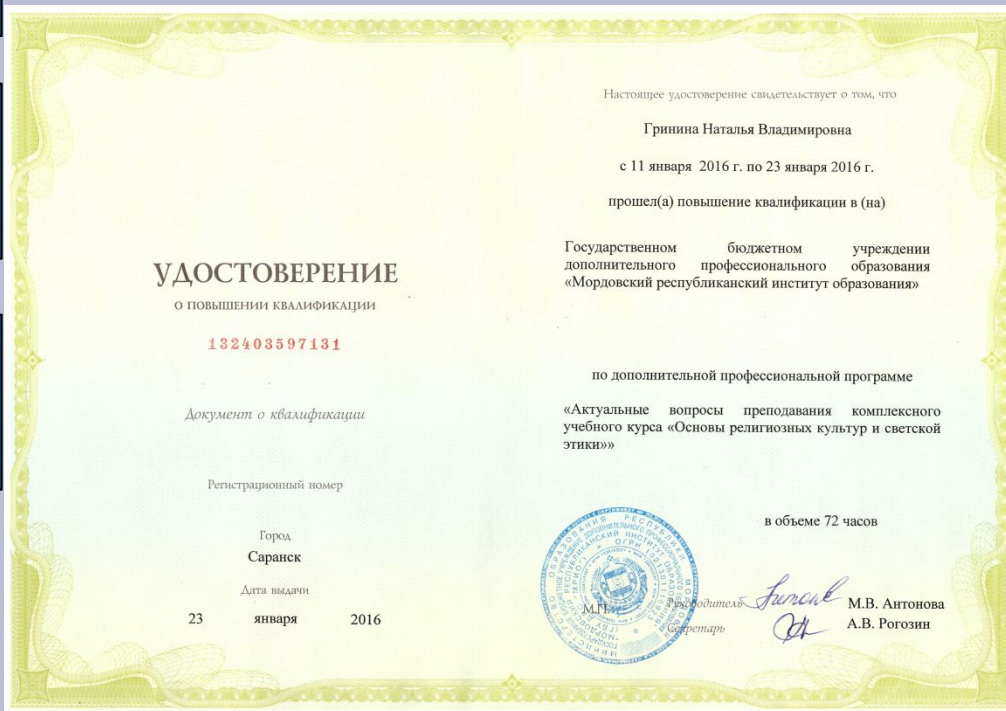 УДОСТОВЕРЕНИЕ
О ПОВЫШЕНИИ КВАЛИФИКАЦИИ
132403597131
Документ о квалификации
Регистрационный номер
Город
Саранск
Дата выдачи
23 января 2016
Настоящее удостоверение свидетельствует о том, что
Гринина Наталья Владимировна
с 11 января 2016 г. по 23 января 2016 г.
прошел(а) повышение квалификации в (на)
Государственном бюджетном учреждении
дополнительного профессионального образования
«Мордовский республиканский институт образования»
по дополнительной профессиональной программе
«Актуальные вопросы преподавания комплексного
учебного курса «Основы религиозных культур и светской
этики»»
в объеме 72 часов
М.П.
Руководитель М.В. Антонова
Секретарь А.В. Рогозин